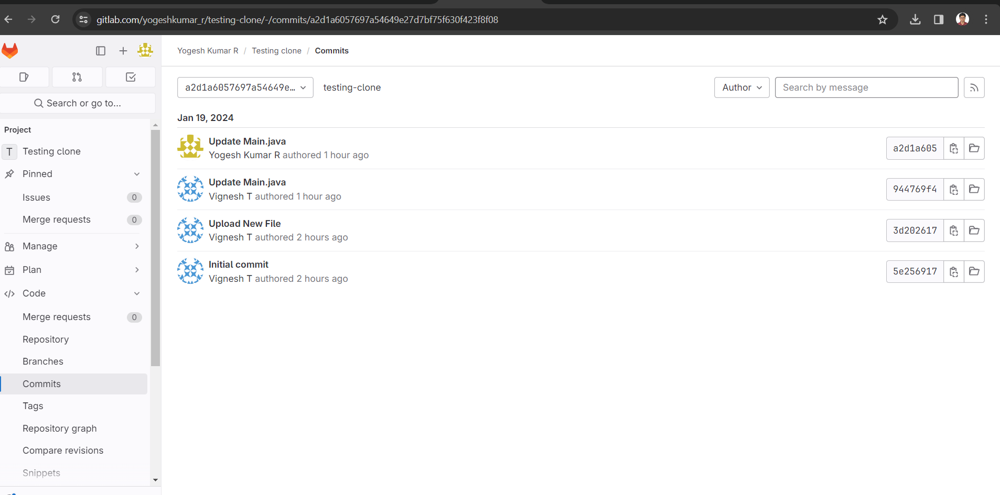 gitlab.com/yogeshkumar_r/testing-clone/-/commits/a2d1a6057697a54649e27d7bf75f630f423f8f08
Yogesh Kumar R / Testing clone / Commits
a2d1a6057697a54649e… testing-clone
Author
Search by message
Search or go to...
Project
T Testing clone
Pinned
Issues 0
Merge requests 0
Manage
Plan
Code
Merge requests 0
Repository
Branches
Commits
Tags
Repository graph
Compare revisions
Snippets
Jan 19, 2024
Update Main.java
Yogesh Kumar R authored 1 hour ago
a2d1a605
Update Main.java
Vignesh T authored 1 hour ago
944769f4
Upload New File
Vignesh T authored 2 hours ago
3d202617
Initial commit
Vignesh T authored 2 hours ago
5e256917